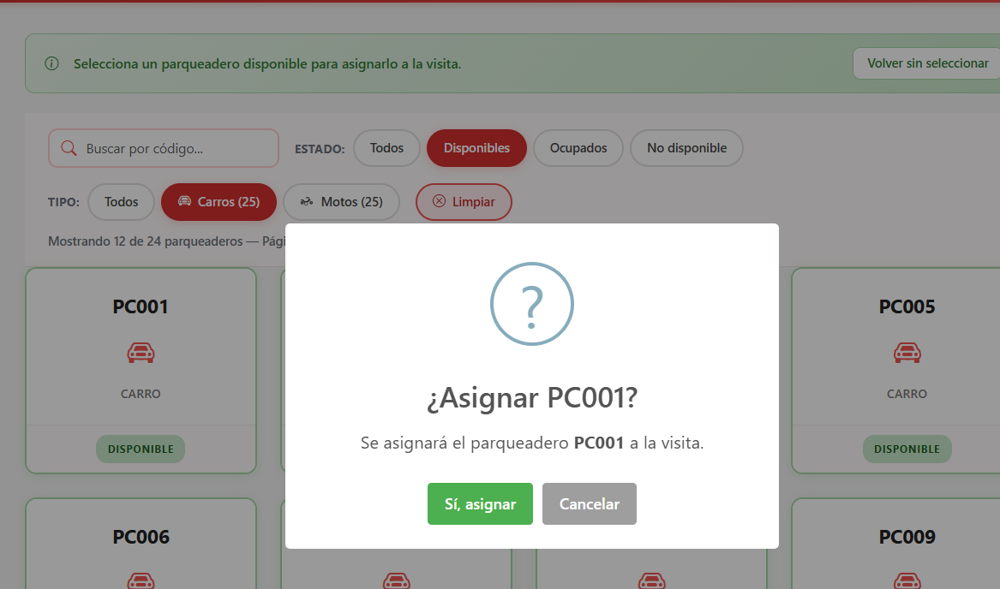 Selecciona un parqueadero disponible para asignarlo a la visita.
Volver sin seleccionar
Buscar por código...
ESTADO:
Todos
Disponibles
Ocupados
No disponible
TIPO:
Todos
Carros (25)
Motos (25)
Limpiar
Mostrando 12 de 24 parqueaderos — Pági
PC001
CARRO
DISPONIBLE
PC005
CARRO
DISPONIBLE
?
¿Asignar PC001?
Se asignará el parqueadero PC001 a la visita.
Sí, asignar
Cancelar
PC006
PC009